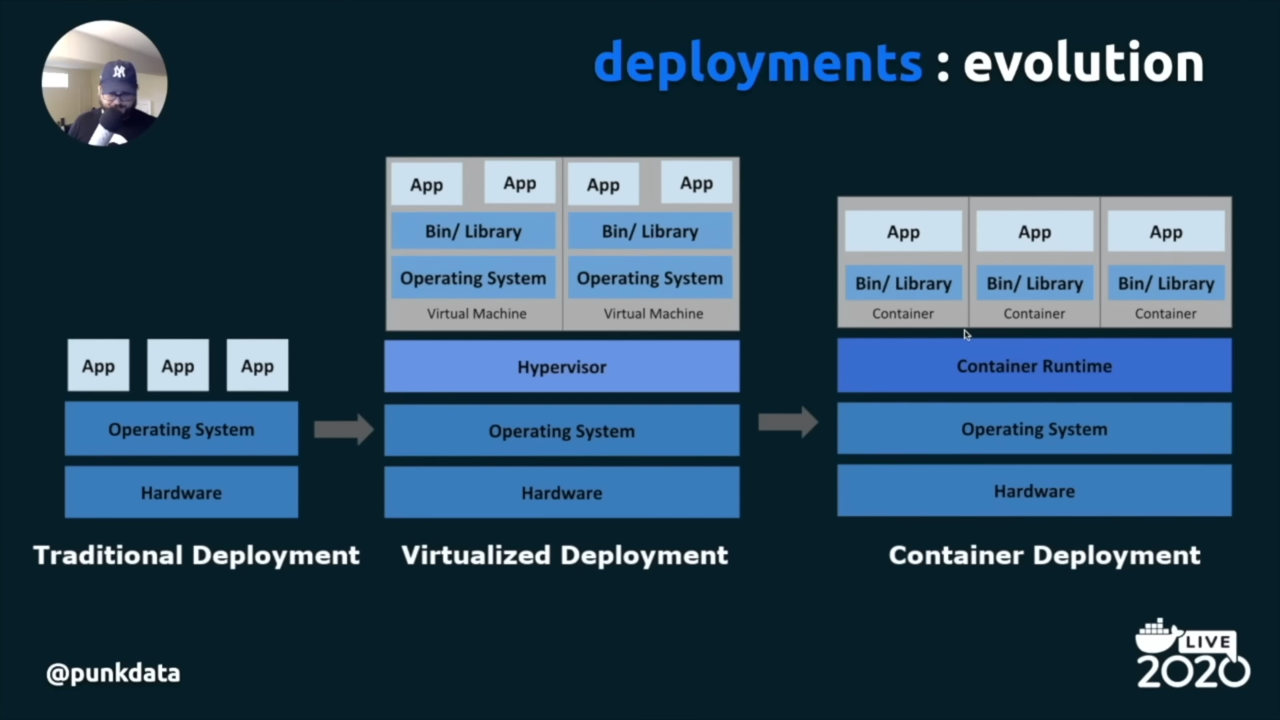 deployments : evolution
App App App
Operating System
Hardware
Traditional Deployment
App App App App
Bin/ Library Bin/ Library
Operating System Operating System
Virtual Machine Virtual Machine
Hypervisor
Operating System
Hardware
Virtualized Deployment
App App App
Bin/ Library Bin/ Library Bin/ Library
Container Container Container
Container Runtime
Operating System
Hardware
Container Deployment
@punkdata
LIVE
2020